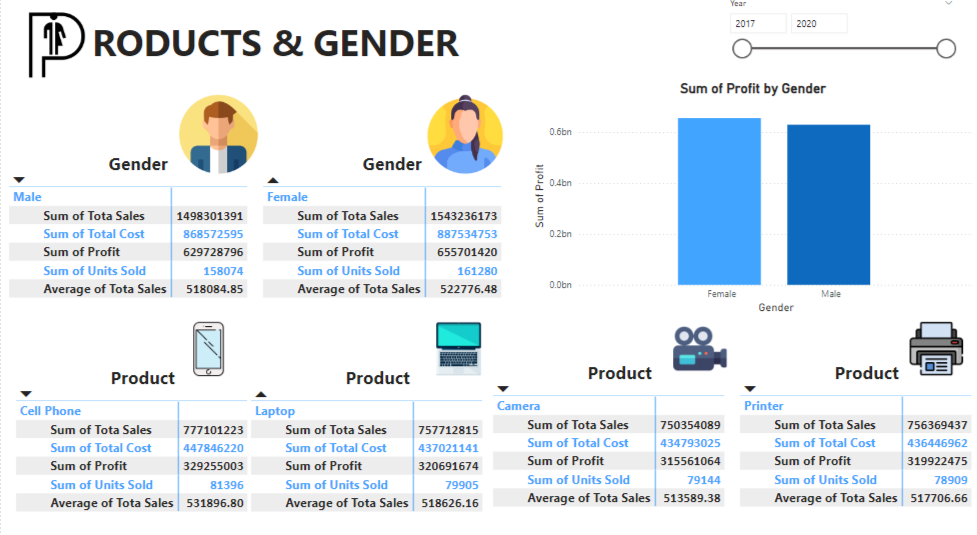 Year
2017 2020
PRODUCTS & GENDER
Sum of Profit by Gender
0.6bn
0.4bn
0.2bn
0.0bn
Sum of Profit
Female Male
Gender
Gender
Male
Sum of Tota Sales 1498301391
Sum of Total Cost 868572595
Sum of Profit 629728796
Sum of Units Sold 158074
Average of Tota Sales 518084.85
Gender
Female
Sum of Tota Sales 1543236173
Sum of Total Cost 887534753
Sum of Profit 655701420
Sum of Units Sold 161280
Average of Tota Sales 522776.48
Product
Cell Phone
Sum of Tota Sales 777101223
Sum of Total Cost 447846220
Sum of Profit 329255003
Sum of Units Sold 81396
Average of Tota Sales 531896.80
Product
Laptop
Sum of Tota Sales 757712815
Sum of Total Cost 437021141
Sum of Profit 320691674
Sum of Units Sold 79905
Average of Tota Sales 518626.16
Product
Camera
Sum of Tota Sales 750354089
Sum of Total Cost 434793025
Sum of Profit 315561064
Sum of Units Sold 79144
Average of Tota Sales 513589.38
Product
Printer
Sum of Tota Sales 756369437
Sum of Total Cost 436446962
Sum of Profit 319922475
Sum of Units Sold 78909
Average of Tota Sales 517706.66